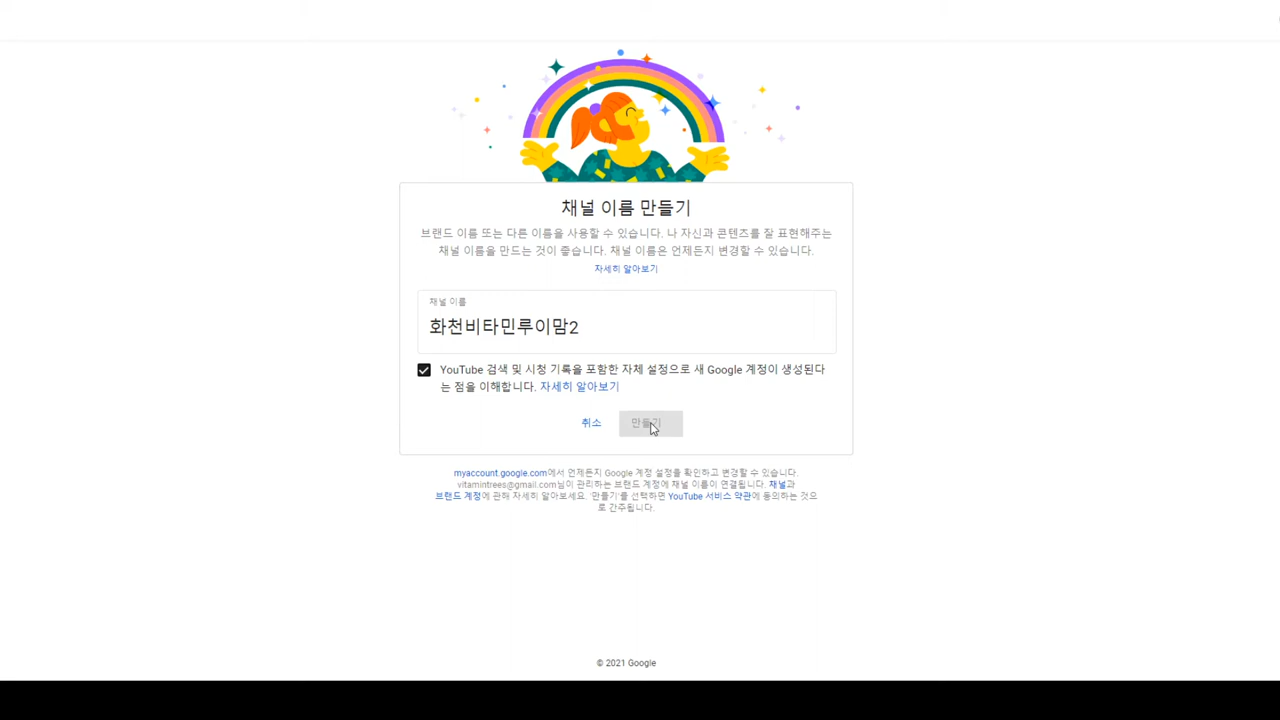 채널 이름 만들기
브랜드 이름 또는 다른 이름을 사용할 수 있습니다. 나 자신과 콘텐츠를 잘 표현해주는
채널 이름을 만드는 것이 좋습니다. 채널 이름은 언제든지 변경할 수 있습니다.
자세히 알아보기
채널 이름
화천비타민루이맘2
YouTube 검색 및 시청 기록을 포함한 자체 설정으로 새 Google 계정이 생성된다
는 점을 이해합니다. 자세히 알아보기
취소 만들기
myaccount.google.com에서 언제든지 Google 계정 설정을 확인하고 변경할 수 있습니다.
vitamintrees@gmail.com님이 관리하는 브랜드 계정에 채널 이름이 연결됩니다. 채널과
브랜드 계정에 관해 자세히 알아보세요. '만들기'를 선택하면 YouTube 서비스 약관에 동의하는 것으
로 간주됩니다.
© 2021 Google